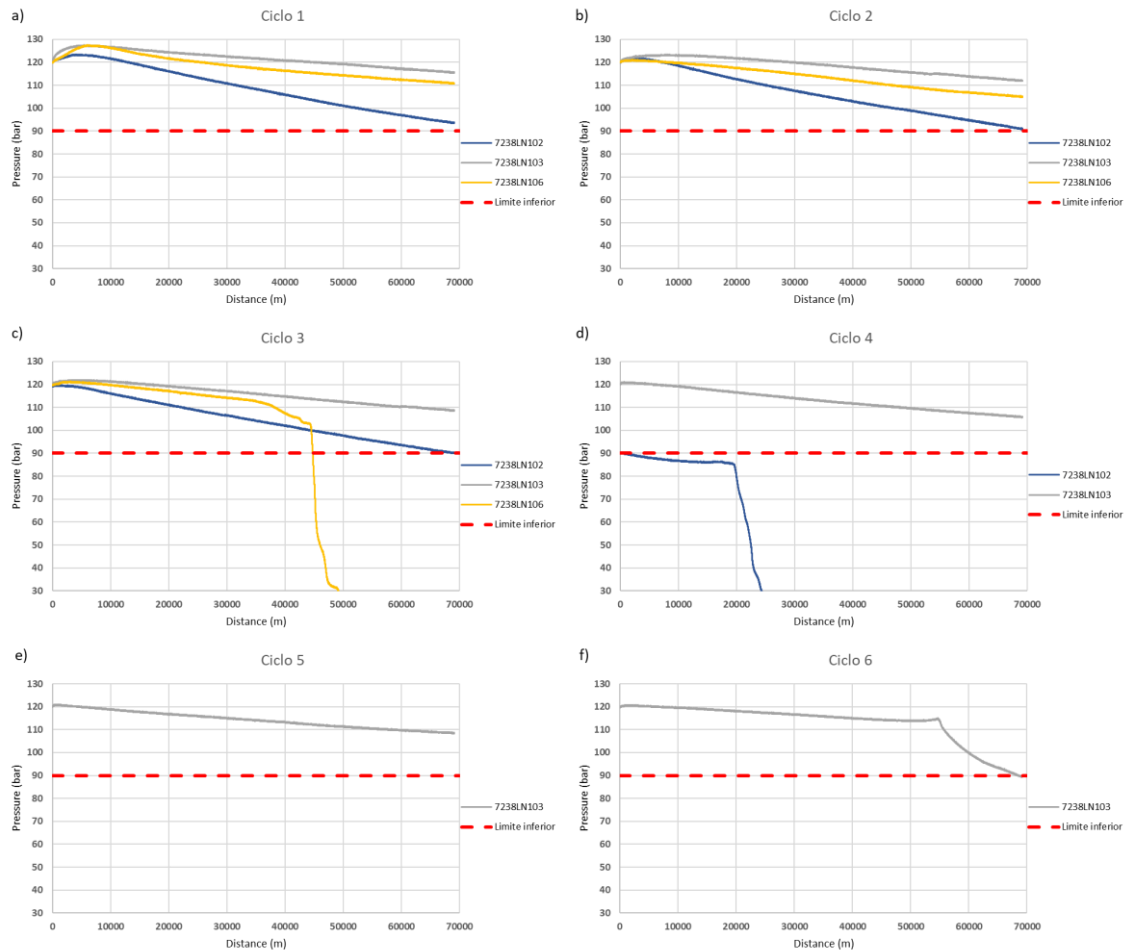 a)
Ciclo 1
Pressure (bar)
130
120
110
100
90
80
70
60
50
40
30
0 10000 20000 30000 40000 50000 60000 70000
Distance (m)
7238LN102
7238LN103
7238LN106
Limite inferior
b)
Ciclo 2
Pressure (bar)
130
120
110
100
90
80
70
60
50
40
30
0 10000 20000 30000 40000 50000 60000 70000
Distance (m)
7238LN102
7238LN103
7238LN106
Limite inferior
c)
Ciclo 3
Pressure (bar)
130
120
110
100
90
80
70
60
50
40
30
0 10000 20000 30000 40000 50000 60000 70000
Distance (m)
7238LN102
7238LN103
7238LN106
Limite inferior
d)
Ciclo 4
Pressure (bar)
130
120
110
100
90
80
70
60
50
40
30
0 10000 20000 30000 40000 50000 60000 70000
Distance (m)
7238LN102
7238LN103
Limite inferior
e)
Ciclo 5
Pressure (bar)
130
120
110
100
90
80
70
60
50
40
30
0 10000 20000 30000 40000 50000 60000 70000
Distance (m)
7238LN103
Limite inferior
f)
Ciclo 6
Pressure (bar)
130
120
110
100
90
80
70
60
50
40
30
0 10000 20000 30000 40000 50000 60000 70000
Distance (m)
7238LN103
Limite inferior